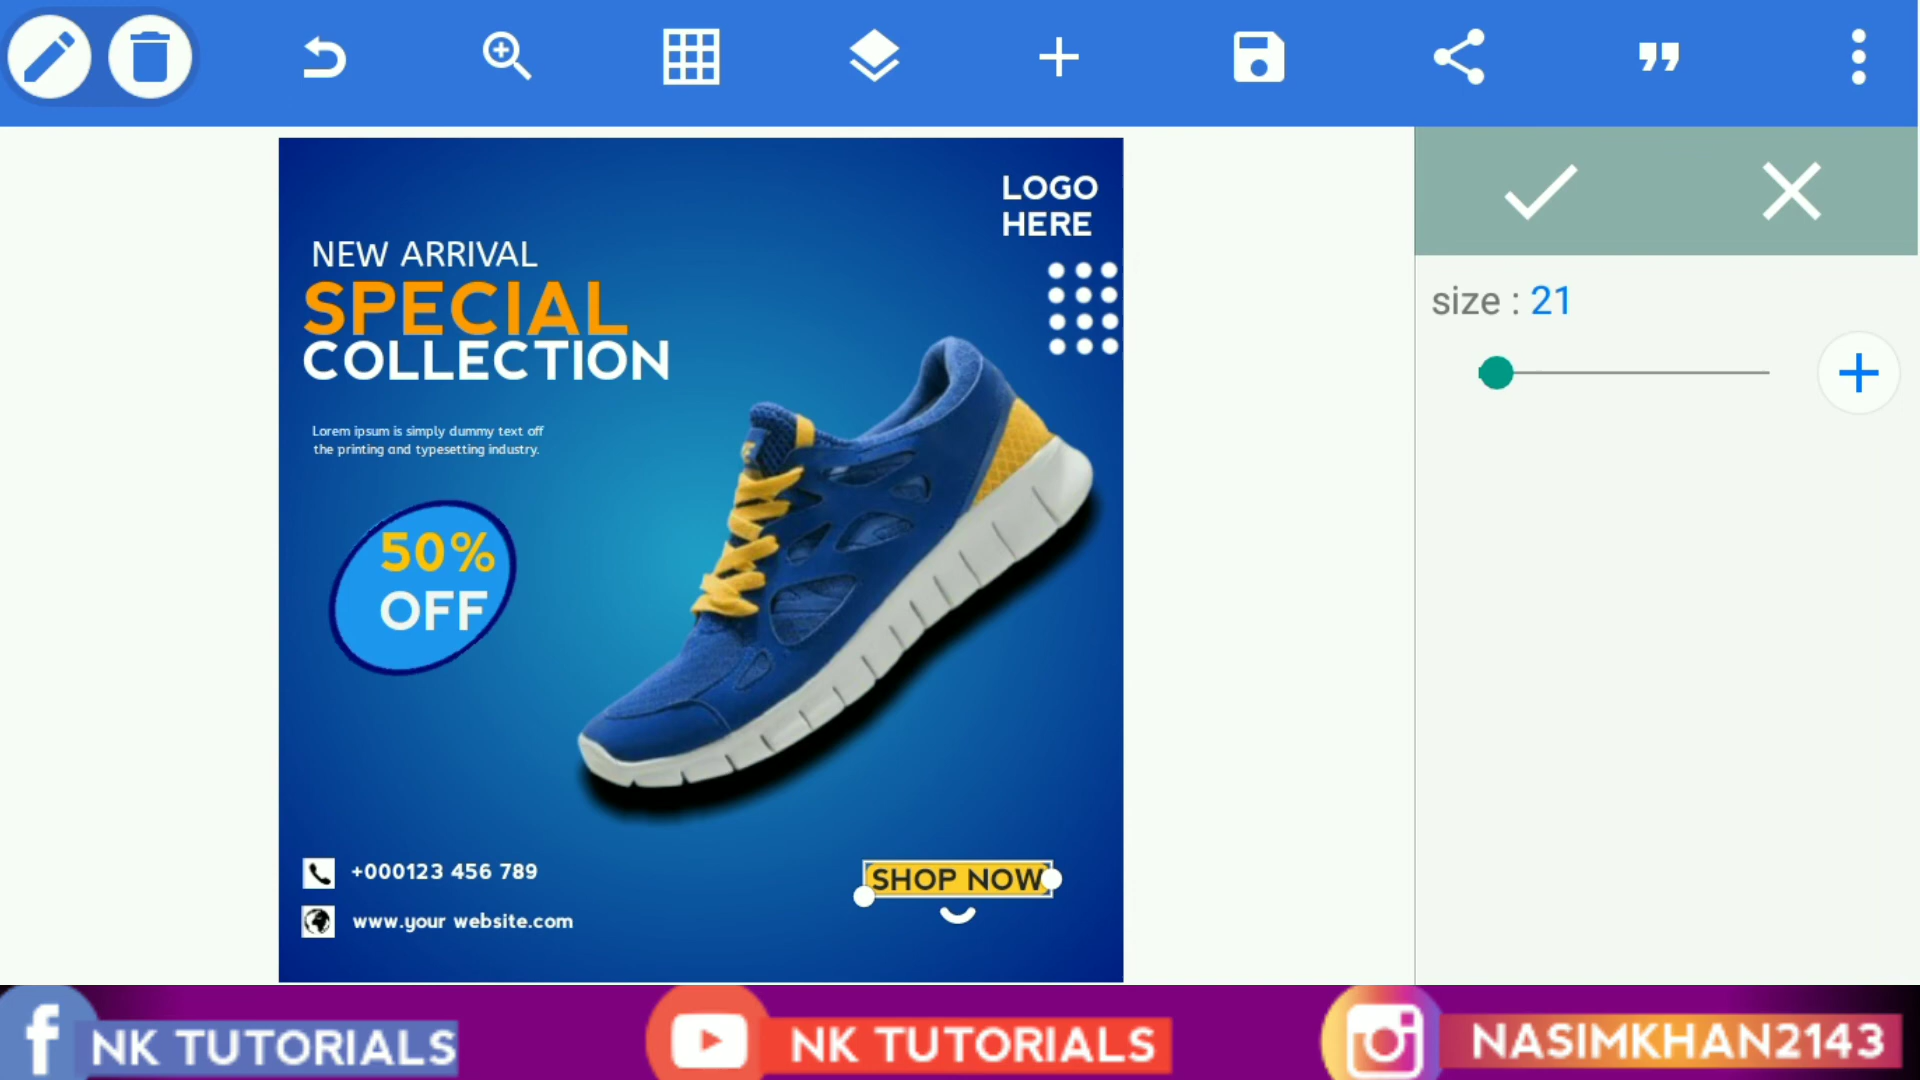 LOGO
HERE
NEW ARRIVAL
SPECIAL
COLLECTION
Lorem ipsum is simply dummy text off
the printing and typesetting industry.
50%
OFF
+000123 456 789
www.your website.com
SHOP NOW
size : 21
NK TUTORIALS
NK TUTORIALS
NASIMKHAN2143